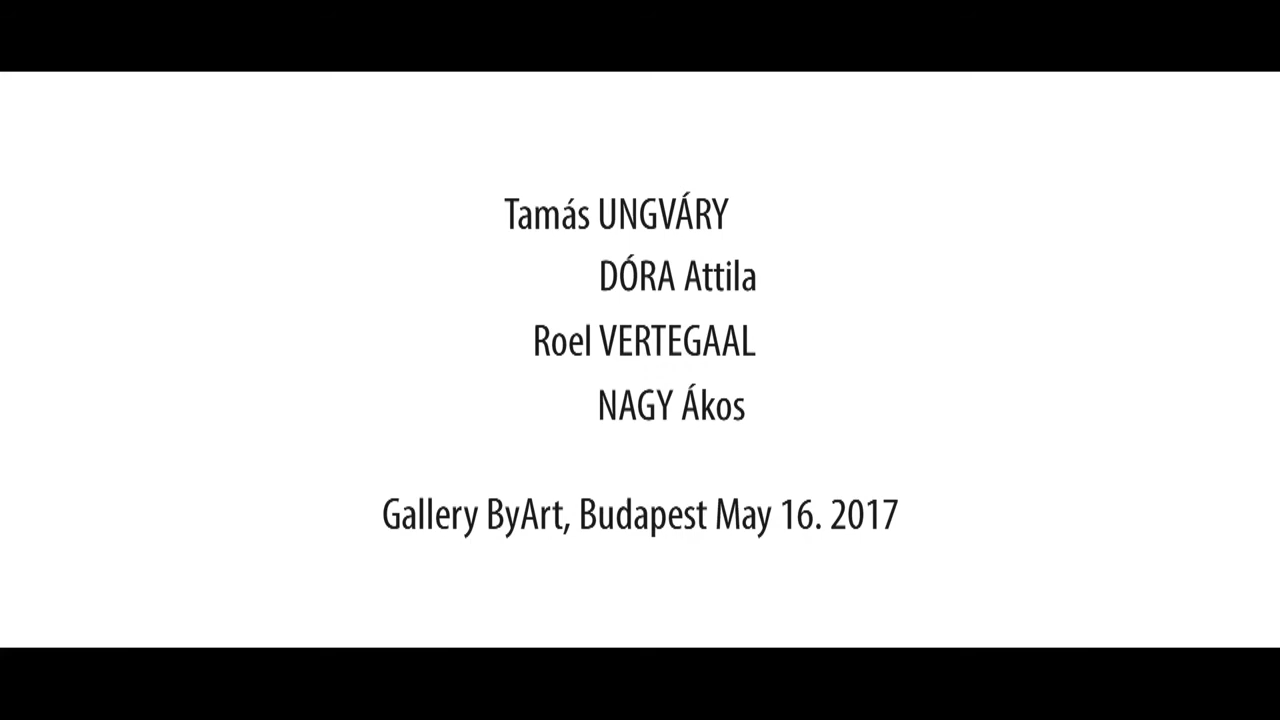 Tamás UNGVÁRY
DÓRA Attila
Roel VERTEGAAL
NAGY Ákos
Gallery ByArt, Budapest May 16. 2017